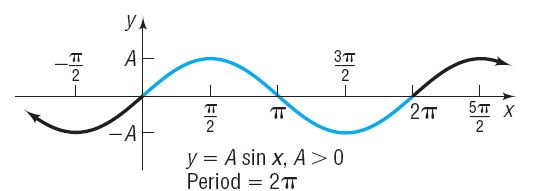 y
A
−π/2
3π/2
π/2
π
2π
5π/2
x
−A
y = A sin x, A > 0
Period = 2π